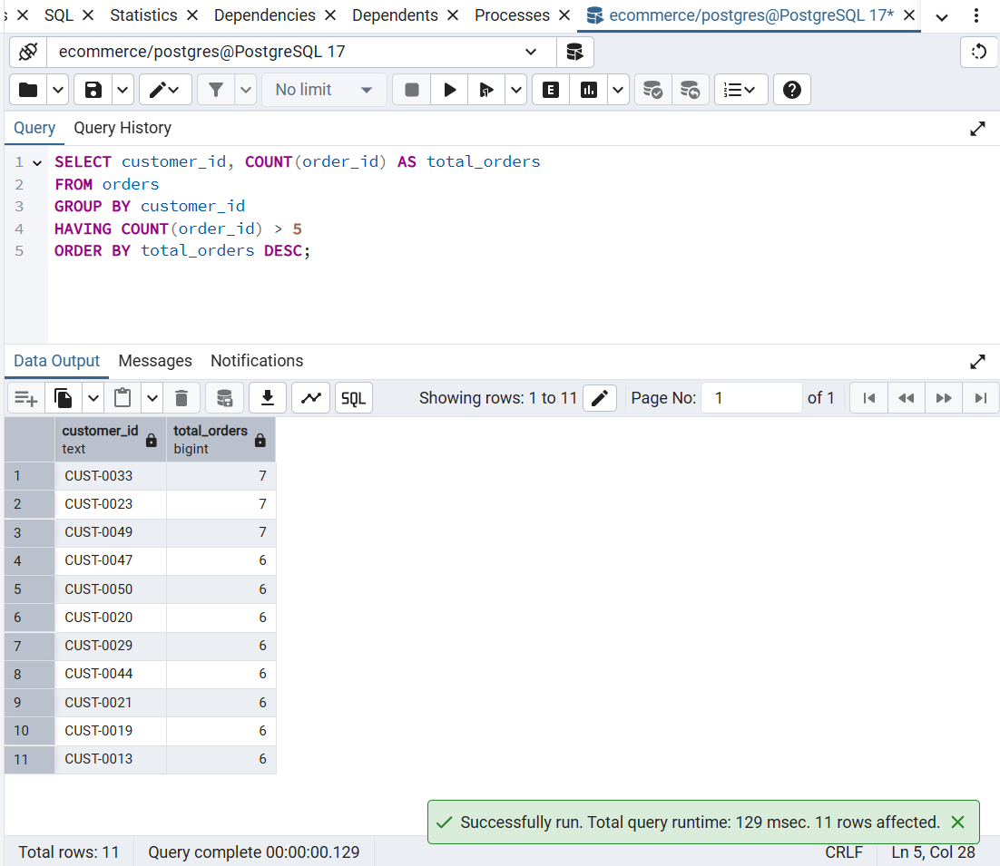 s SQL Statistics Dependencies Dependents Processes ecommerce/postgres@PostgreSQL 17*
ecommerce/postgres@PostgreSQL 17
No limit E
Query Query History
1 SELECT customer_id, COUNT(order_id) AS total_orders
2 FROM orders
3 GROUP BY customer_id
4 HAVING COUNT(order_id) > 5
5 ORDER BY total_orders DESC;
Data Output Messages Notifications
SQL Showing rows: 1 to 11 Page No: 1 of 1
customer_id total_orders
text bigint
1 CUST-0033 7
2 CUST-0023 7
3 CUST-0049 7
4 CUST-0047 6
5 CUST-0050 6
6 CUST-0020 6
7 CUST-0029 6
8 CUST-0044 6
9 CUST-0021 6
10 CUST-0019 6
11 CUST-0013 6
Successfully run. Total query runtime: 129 msec. 11 rows affected.
Total rows: 11 Query complete 00:00:00.129 CRLF Ln 5, Col 28